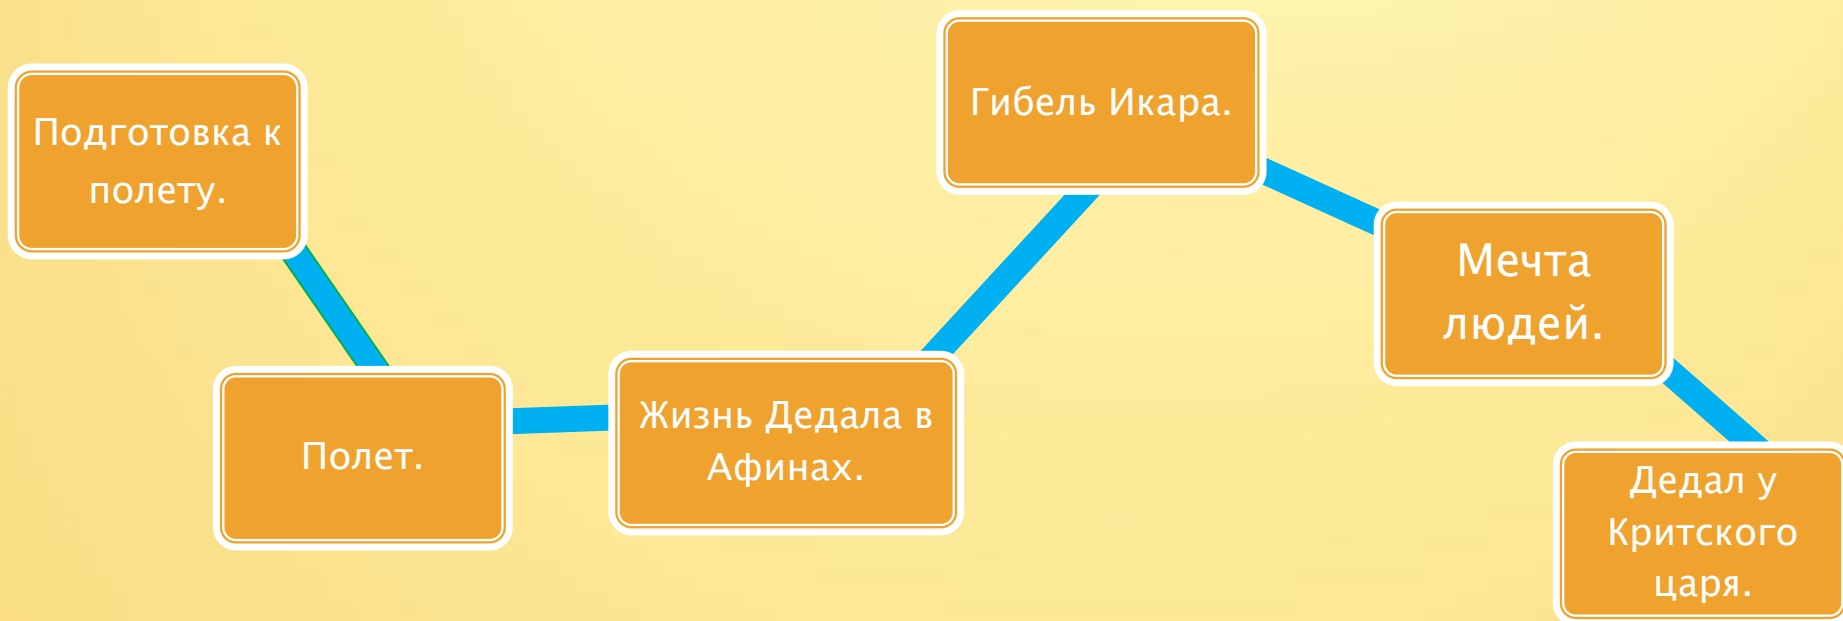 Подготовка к
полету.
Полет.
Жизнь Дедала в
Афинах.
Гибель Икара.
Мечта
людей.
Дедал у
Критского
царя.